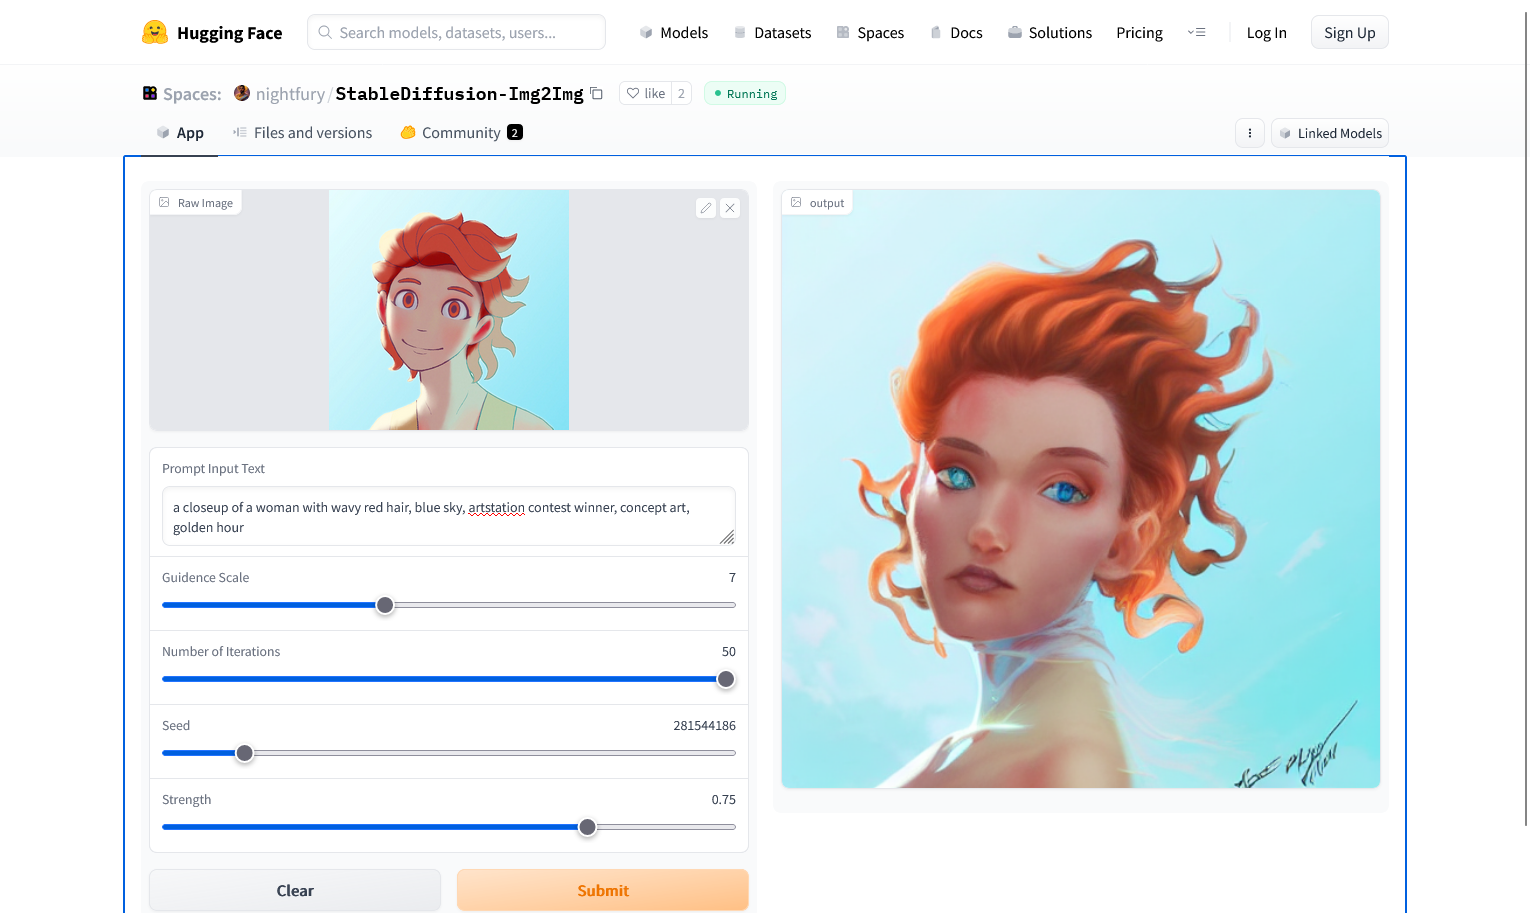 Hugging Face
Search models, datasets, users...
Models
Datasets
Spaces
Docs
Solutions
Pricing
Log In
Sign Up
Spaces:
nightfury/StableDiffusion-Img2Img
like 2
Running
App
Files and versions
Community 2
Linked Models
Raw Image
output
Prompt Input Text
a closeup of a woman with wavy red hair, blue sky, artstation contest winner, concept art,
golden hour
Guidence Scale 7
Number of Iterations 50
Seed 281544186
Strength 0.75
Clear
Submit